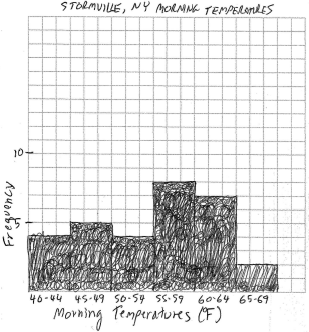 STORMVILLE, NY MORNING TEMPERATURES
10
5
Frequency
40-44 45-49 50-54 55-59 60-64 65-69
Morning Temperatures (°F)